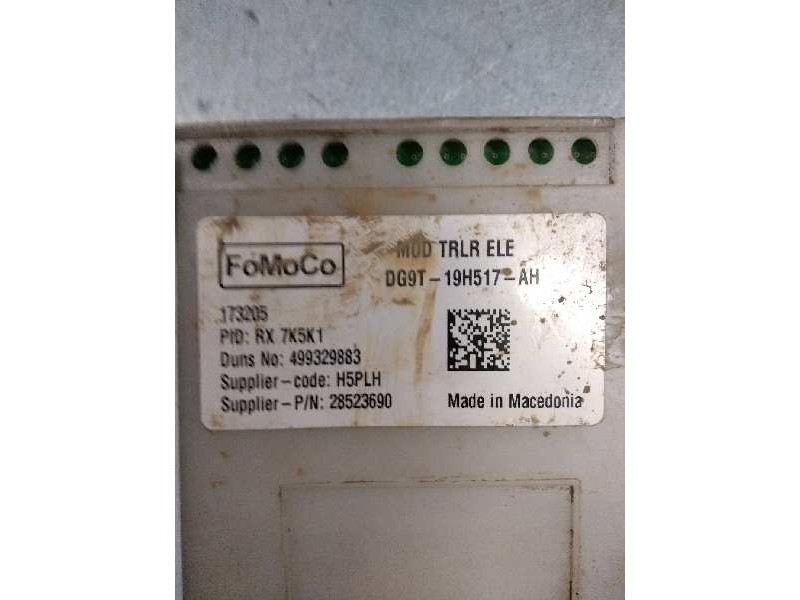 FoMoCo
MOD TRLR ELE
DG9T-19H517-AH
173205
PID: RX 7K5K1
Duns No: 499329883
Supplier-code: H5PLH
Supplier-P/N: 28523690
Made in Macedonia